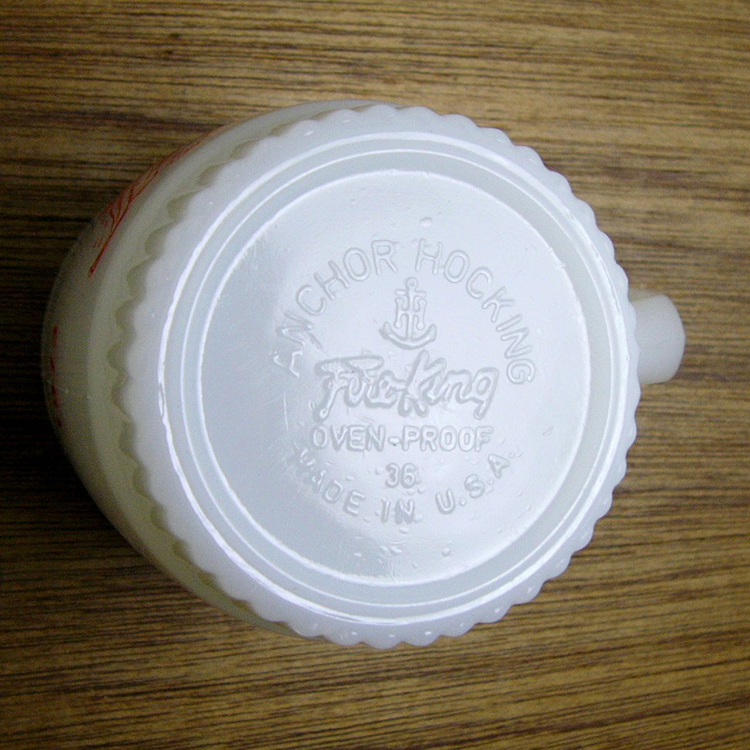 ANCHOR HOCKING
Fire-King
OVEN-PROOF
36
MADE IN U.S.A.